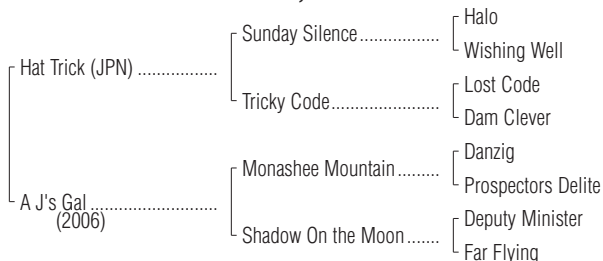 Halo
Sunday Silence.................
Wishing Well
Hat Trick (JPN) .................
Lost Code
Tricky Code.......................
Dam Clever
Danzig
Monashee Mountain.........
Prospectors Delite
A J's Gal ...........................
(2006)
Deputy Minister
Shadow On the Moon.......
Far Flying